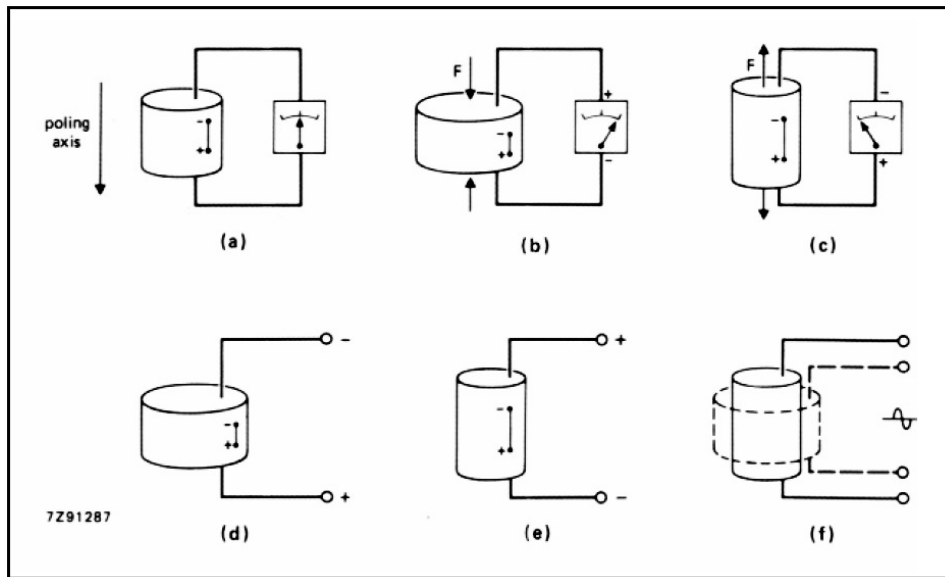 poling
axis
-
+
(a)
F
+
-
+
-
(b)
F
-
-
+
+
(c)
-
-
+
+
(d)
+
-
+
-
(e)
(f)
7Z91287